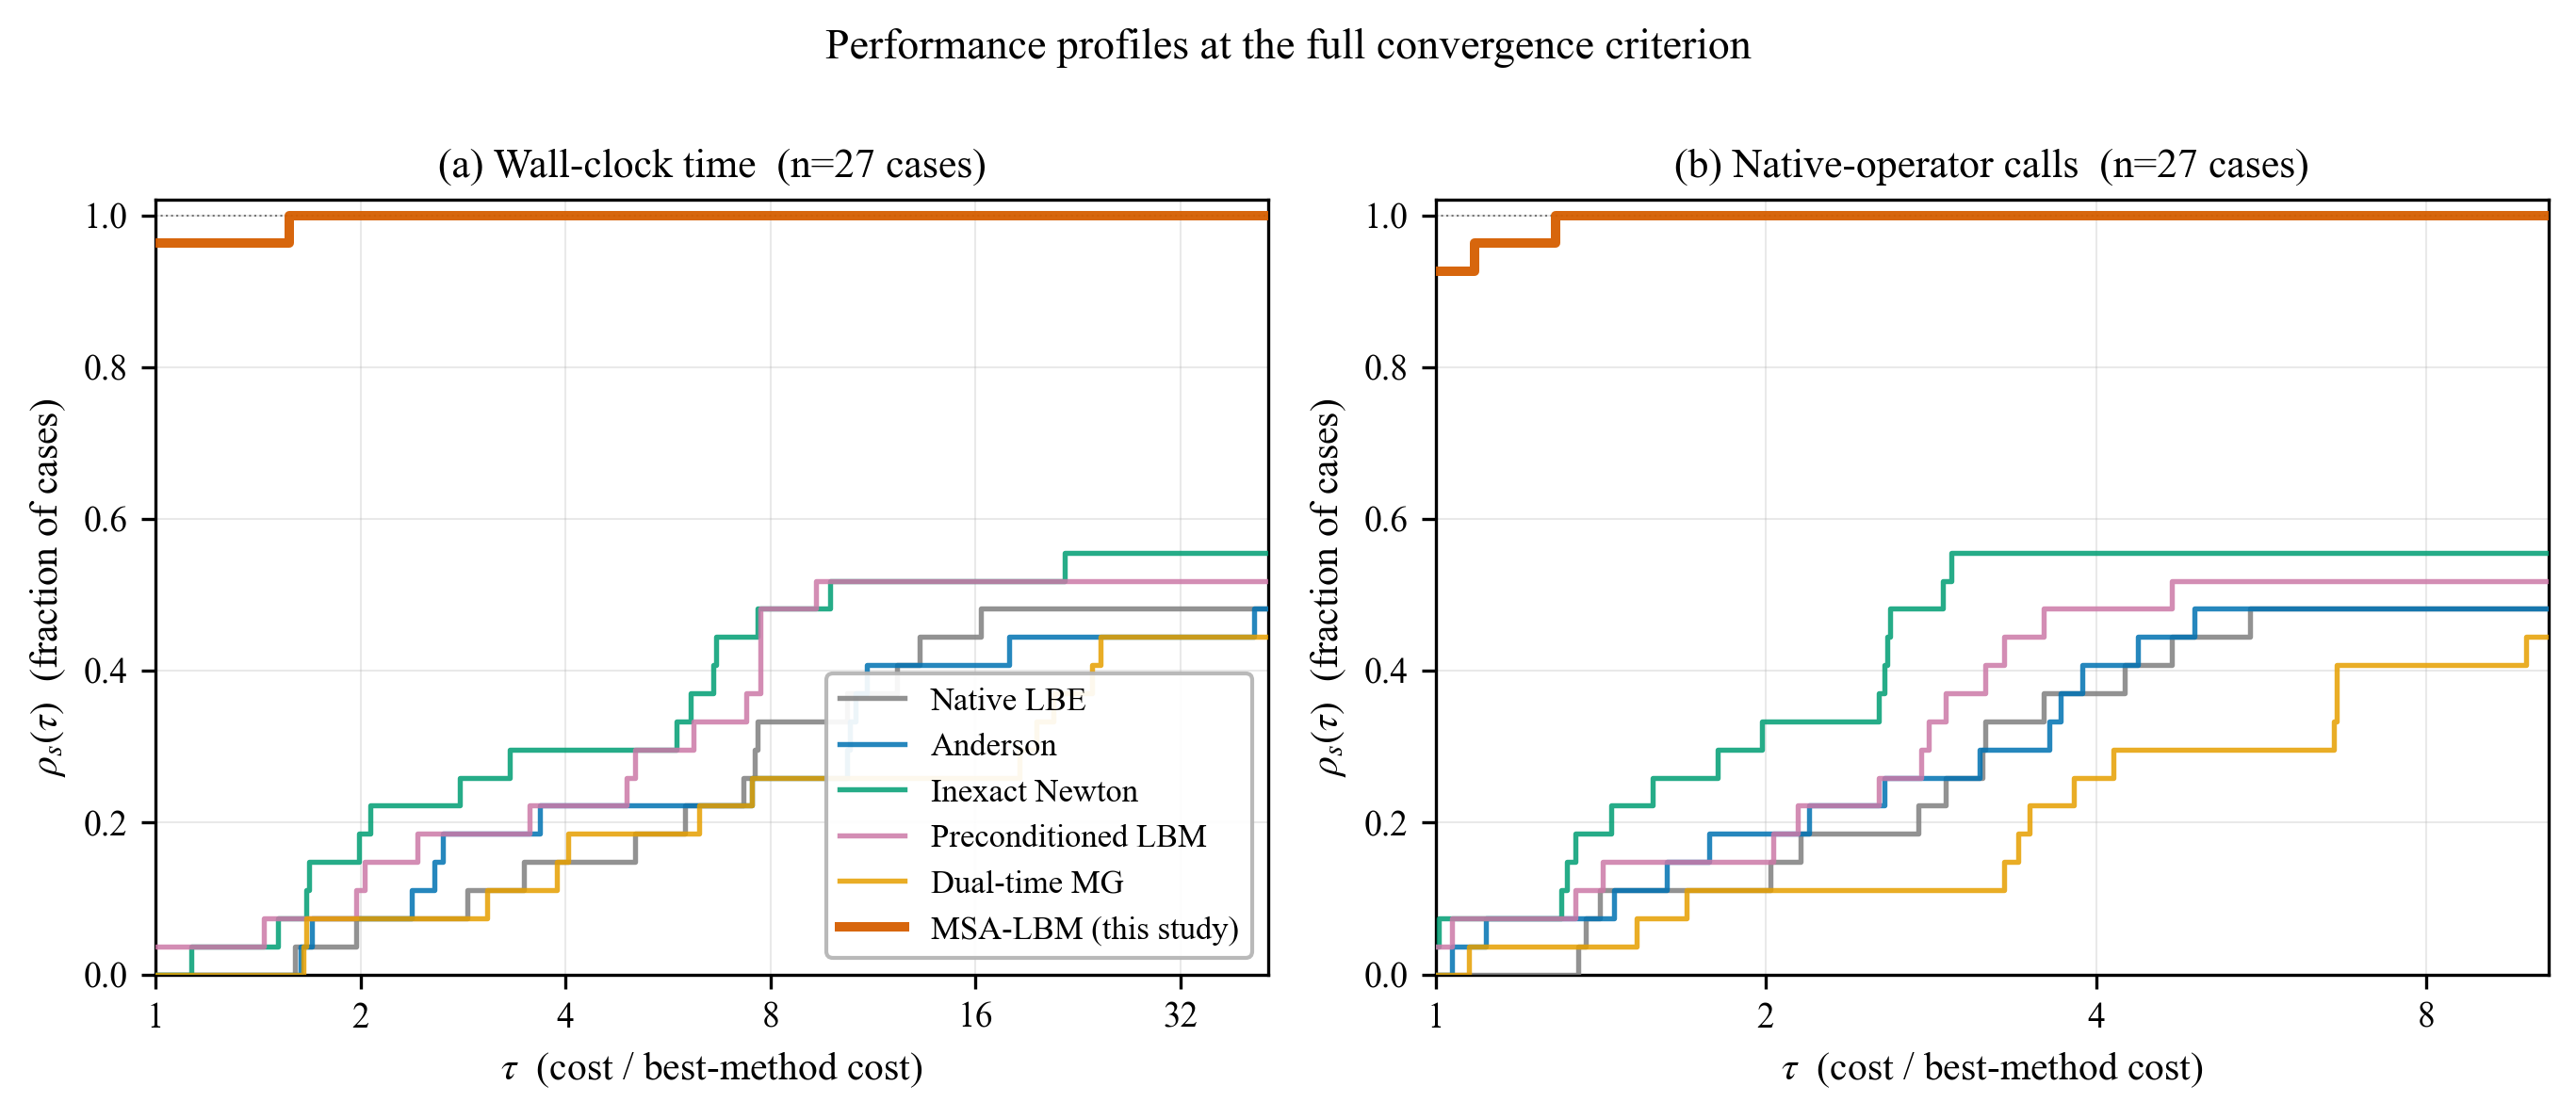 Performance profiles at the full convergence criterion
(a) Wall-clock time (n=27 cases)
1.0
0.8
0.6
0.4
0.2
0.0
ρₛ(τ) (fraction of cases)
1 2 4 8 16 32
τ (cost / best-method cost)
Native LBE
Anderson
Inexact Newton
Preconditioned LBM
Dual-time MG
MSA-LBM (this study)
(b) Native-operator calls (n=27 cases)
1.0
0.8
0.6
0.4
0.2
0.0
ρₛ(τ) (fraction of cases)
1 2 4 8
τ (cost / best-method cost)